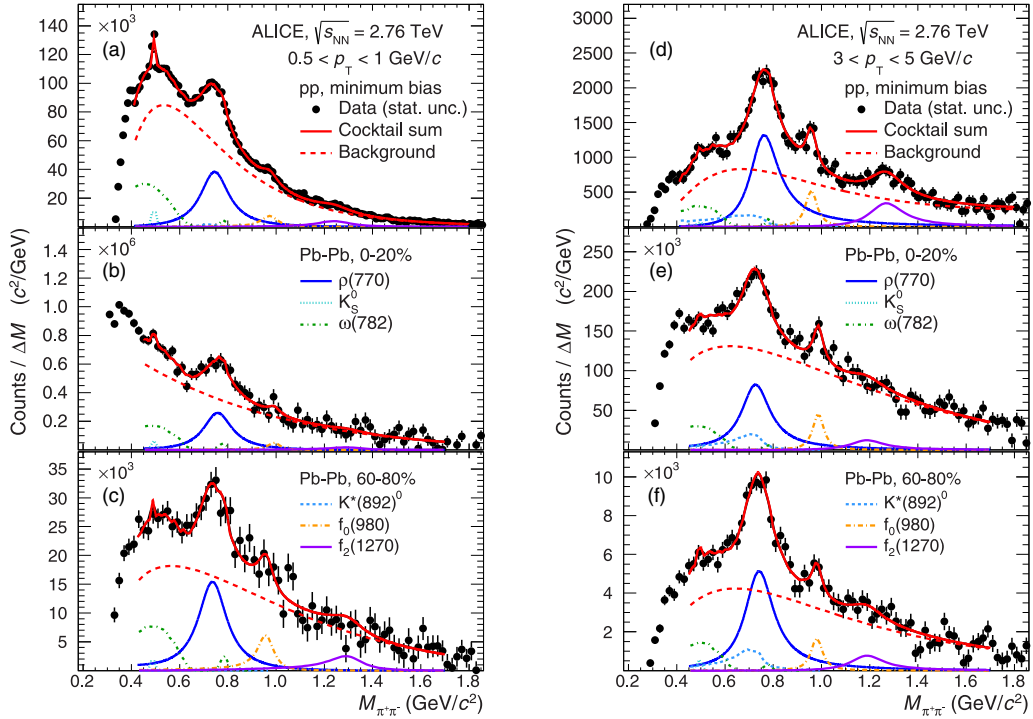 ×10³
(a)
ALICE, √s_NN = 2.76 TeV
0.5 < p_T < 1 GeV/c
pp, minimum bias
Data (stat. unc.)
Cocktail sum
Background
140
120
100
80
60
40
20
×10⁶
(b)
Pb-Pb, 0-20%
ρ(770)
K⁰_S
ω(782)
1.4
1.2
1.0
0.8
0.6
0.4
0.2
Counts / ΔM (c²/GeV)
×10³
(c)
Pb-Pb, 60-80%
K*(892)⁰
f₀(980)
f₂(1270)
35
30
25
20
15
10
5
0.2 0.4 0.6 0.8 1.0 1.2 1.4 1.6 1.8
M_π⁺π⁻ (GeV/c²)
(d)
ALICE, √s_NN = 2.76 TeV
3 < p_T < 5 GeV/c
pp, minimum bias
Data (stat. unc.)
Cocktail sum
Background
3000
2500
2000
1500
1000
500
×10³
(e)
Pb-Pb, 0-20%
ρ(770)
K⁰_S
ω(782)
250
200
150
100
50
Counts / ΔM (c²/GeV)
×10³
(f)
Pb-Pb, 60-80%
K*(892)⁰
f₀(980)
f₂(1270)
10
8
6
4
2
0.2 0.4 0.6 0.8 1.0 1.2 1.4 1.6 1.8
M_π⁺π⁻ (GeV/c²)